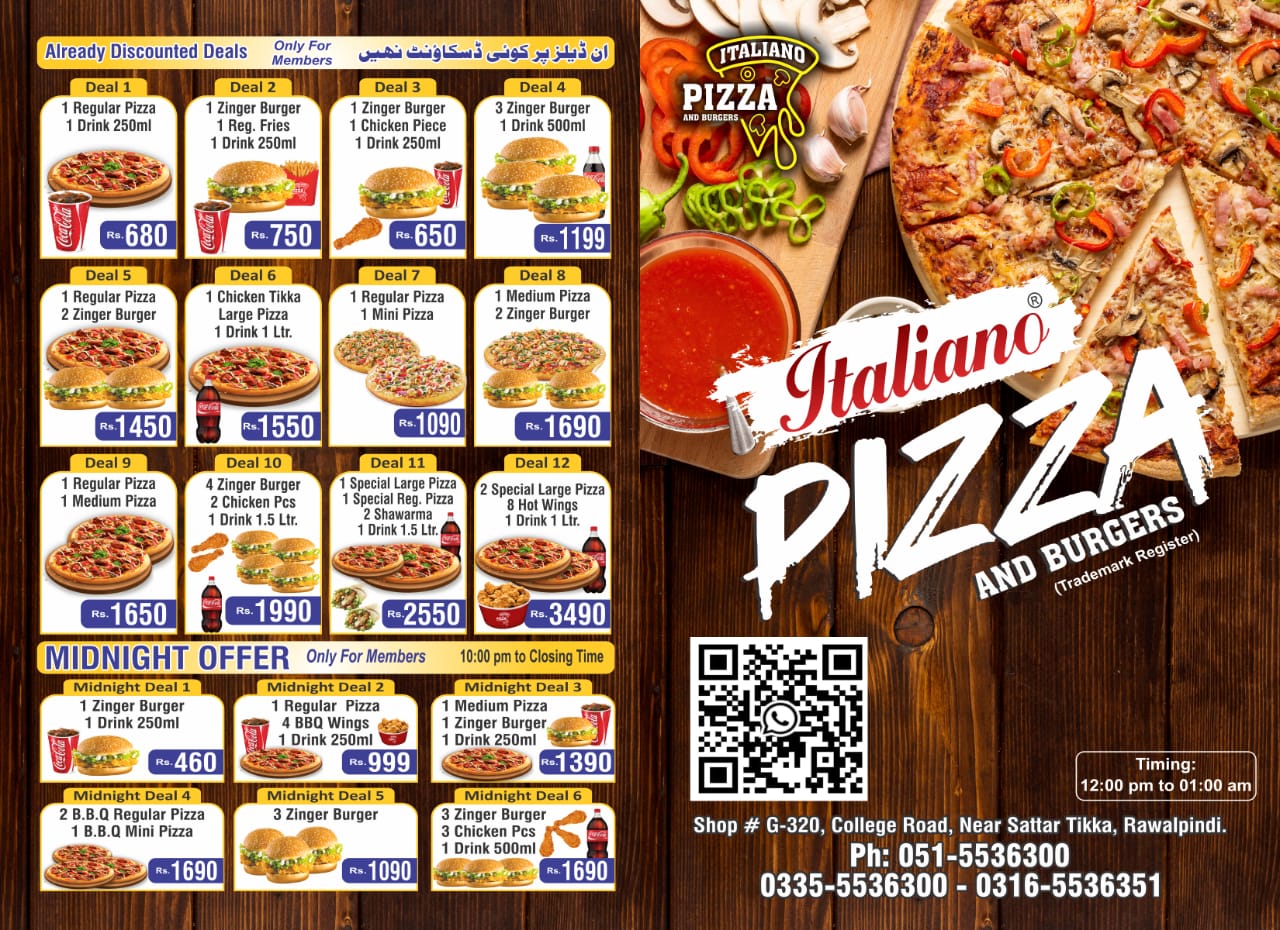 Already Discounted Deals
Only For
Members
ان ڈیلز پر کوئی ڈسکاؤنٹ نھیں
Deal 1
1 Regular Pizza
1 Drink 250ml
Rs. 680
Deal 2
1 Zinger Burger
1 Reg. Fries
1 Drink 250ml
Rs. 750
Deal 3
1 Zinger Burger
1 Chicken Piece
1 Drink 250ml
Rs. 650
Deal 4
3 Zinger Burger
1 Drink 500ml
Rs. 1199
Deal 5
1 Regular Pizza
2 Zinger Burger
Rs. 1450
Deal 6
1 Chicken Tikka
Large Pizza
1 Drink 1 Ltr.
Rs. 1550
Deal 7
1 Regular Pizza
1 Mini Pizza
Rs. 1090
Deal 8
1 Medium Pizza
2 Zinger Burger
Rs. 1690
Deal 9
1 Regular Pizza
1 Medium Pizza
Rs. 1650
Deal 10
4 Zinger Burger
2 Chicken Pcs
1 Drink 1.5 Ltr.
Rs. 1990
Deal 11
1 Special Large Pizza
1 Special Reg. Pizza
2 Shawarma
1 Drink 1.5 Ltr.
Rs. 2550
Deal 12
2 Special Large Pizza
8 Hot Wings
1 Drink 1 Ltr.
Rs. 3490
MIDNIGHT OFFER Only For Members 10:00 pm to Closing Time
Midnight Deal 1
1 Zinger Burger
1 Drink 250ml
Rs. 460
Midnight Deal 2
1 Regular Pizza
4 BBQ Wings
1 Drink 250ml
Rs. 999
Midnight Deal 3
1 Medium Pizza
1 Zinger Burger
1 Drink 250ml
Rs. 1390
Midnight Deal 4
2 B.B.Q Regular Pizza
1 B.B.Q Mini Pizza
Rs. 1690
Midnight Deal 5
3 Zinger Burger
Rs. 1090
Midnight Deal 6
3 Zinger Burger
3 Chicken Pcs
1 Drink 500ml
Rs. 1690
ITALIANO
PIZZA
AND BURGERS
Italiano ®
PIZZA
AND BURGERS
(Trademark Register)
Timing:
12:00 pm to 01:00 am
Shop # G-320, College Road, Near Sattar Tikka, Rawalpindi.
Ph: 051-5536300
0335-5536300 - 0316-5536351